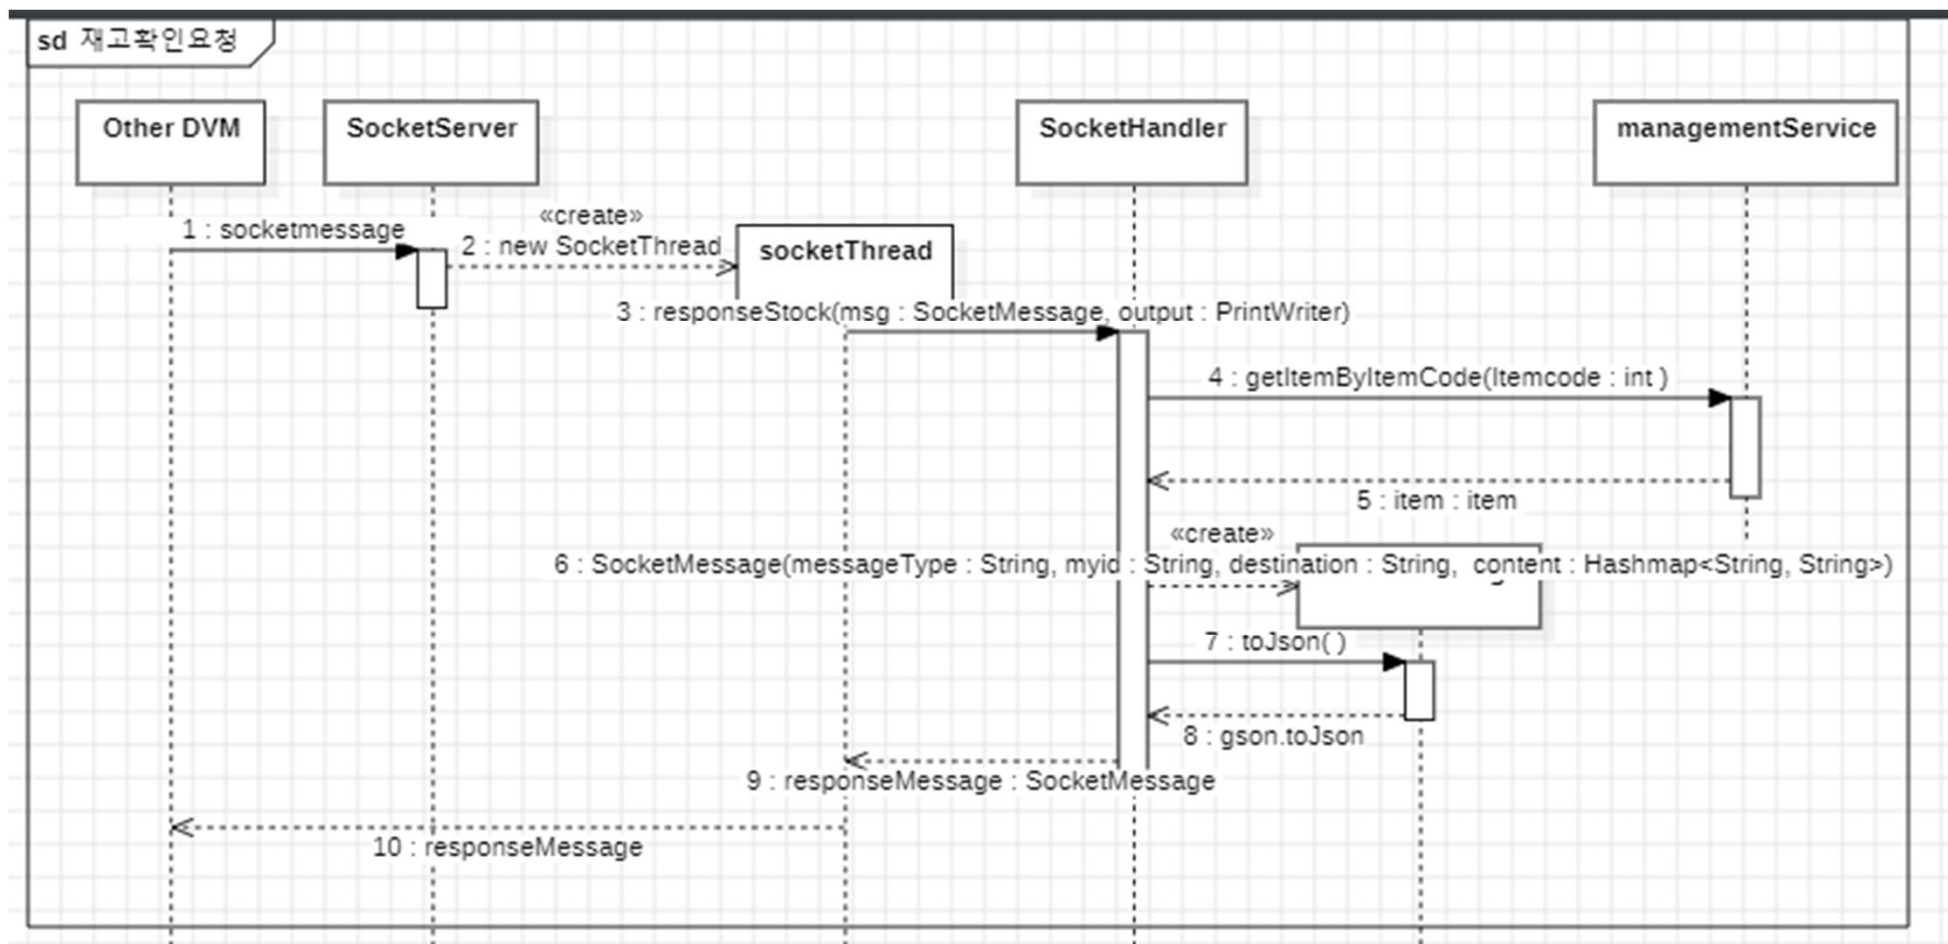 sd 재고확인요청
Other DVM
SocketServer
SocketHandler
managementService
1 : socketmessage
«create»
2 : new SocketThread
socketThread
3 : responseStock(msg : SocketMessage, output : PrintWriter)
4 : getItemByItemCode(Itemcode : int )
5 : item : item
«create»
6 : SocketMessage(messageType : String, myid : String, destination : String,  content : Hashmap<String, String>)
7 : toJson( )
8 : gson.toJson
9 : responseMessage : SocketMessage
10 : responseMessage